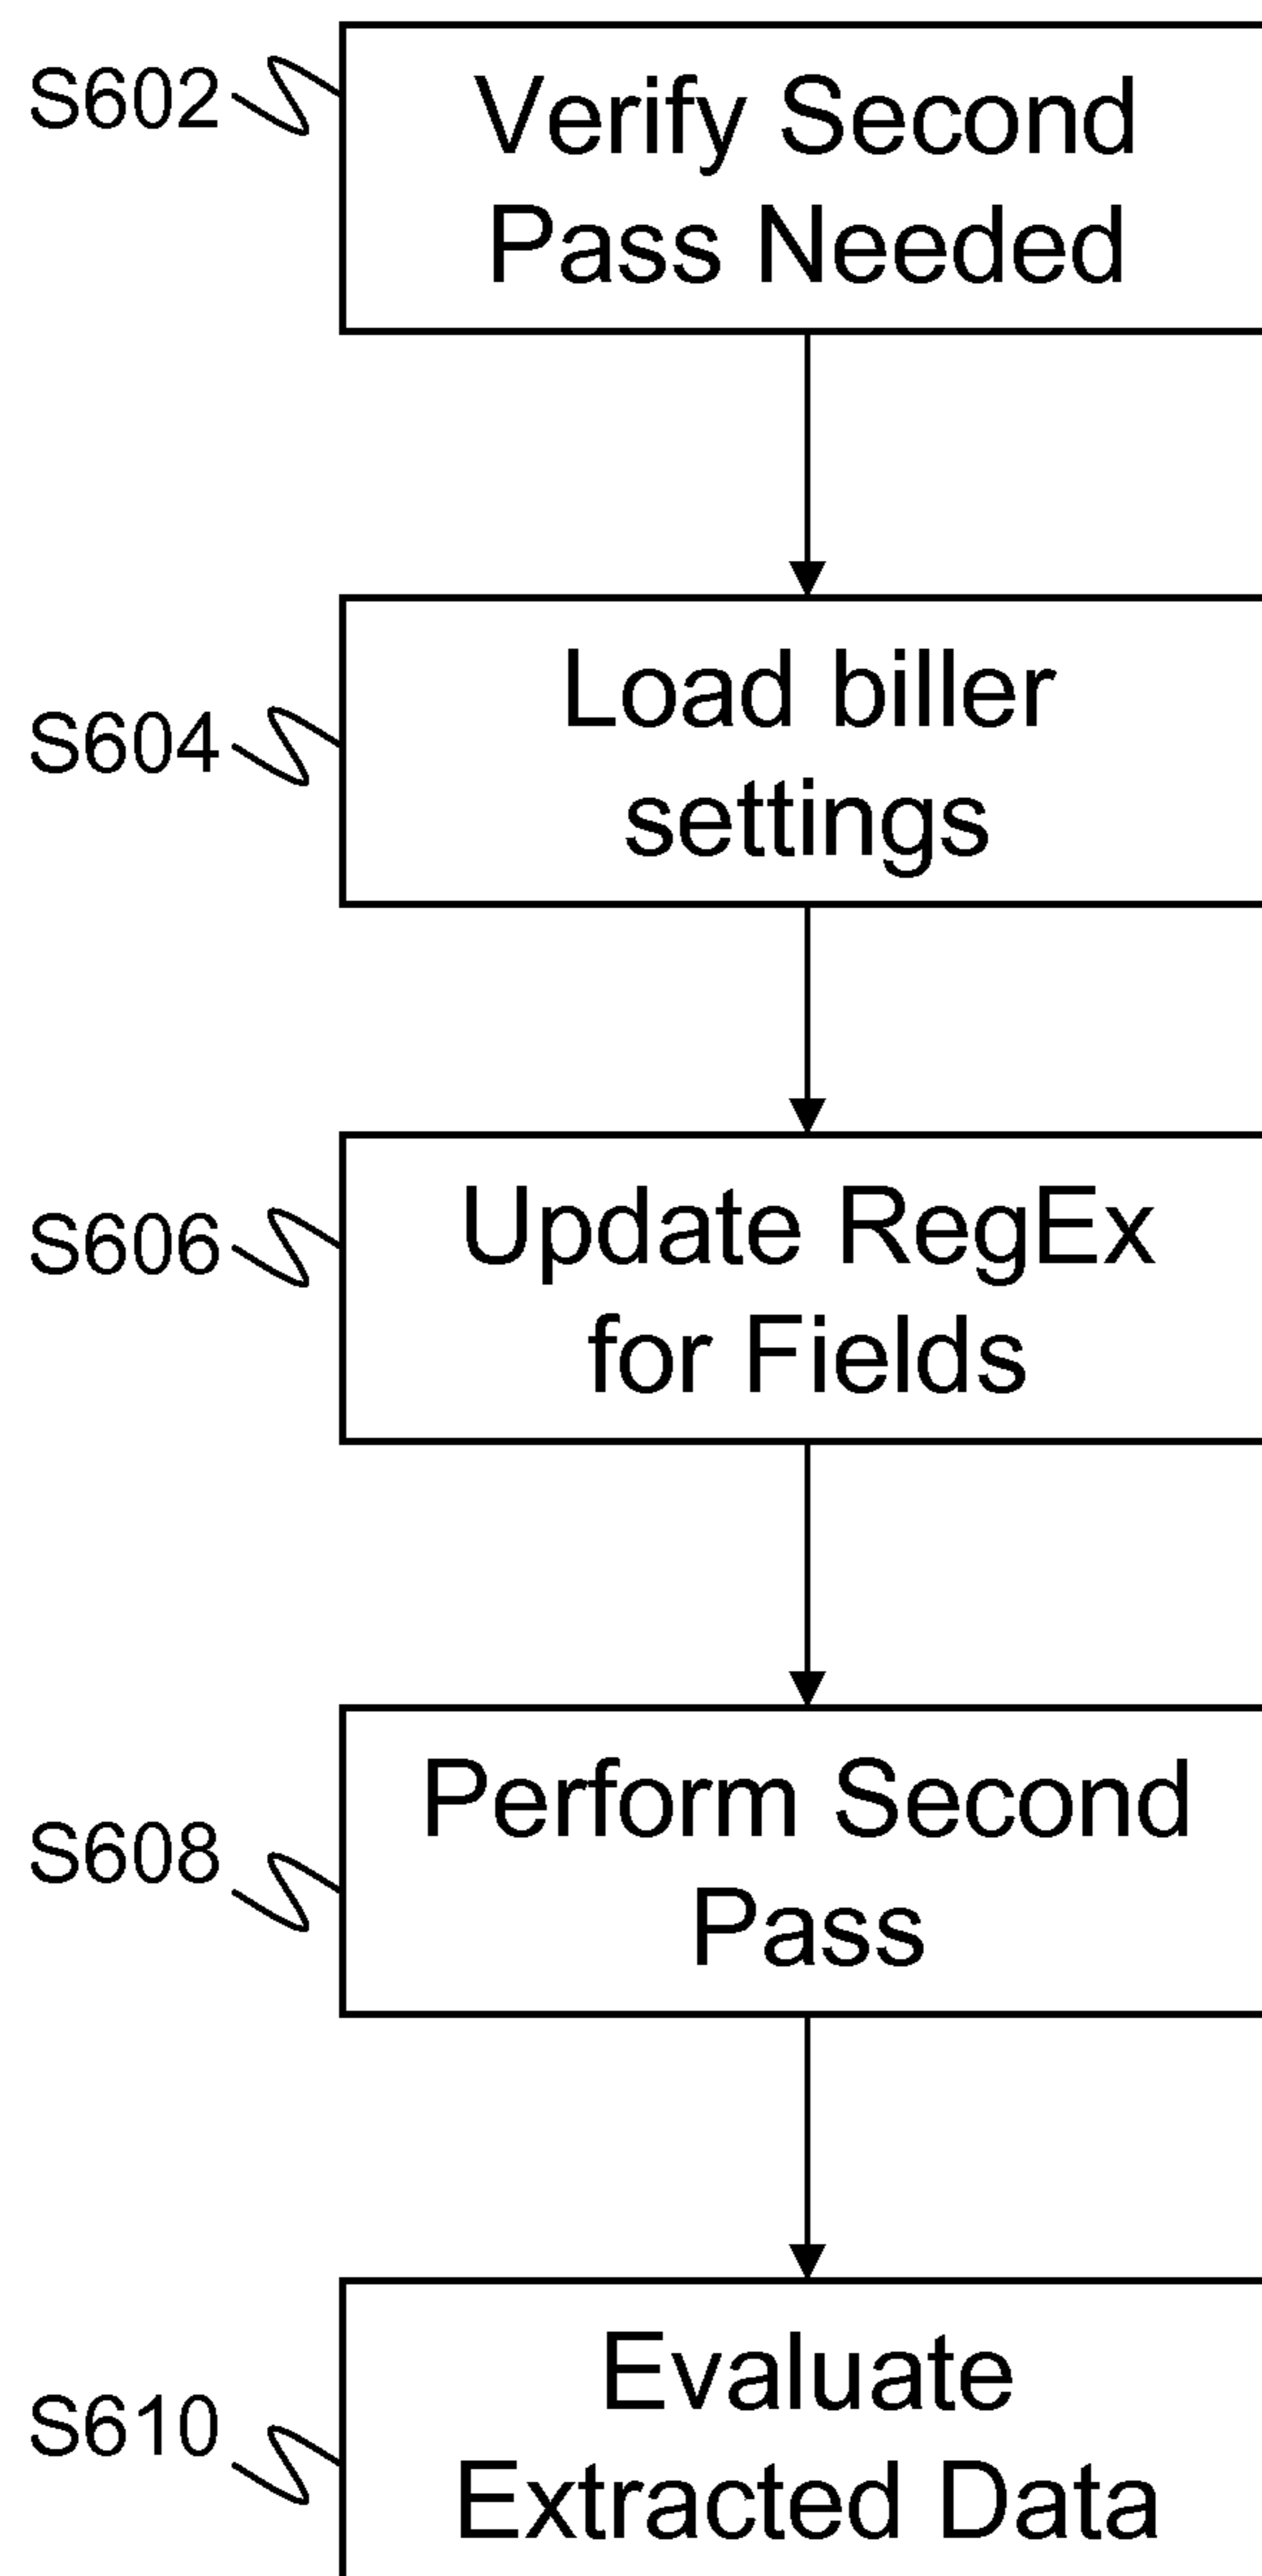 S602
Verify Second
Pass Needed
S604
Load biller
settings
S606
Update RegEx
for Fields
S608
Perform Second
Pass
S610
Evaluate
Extracted Data